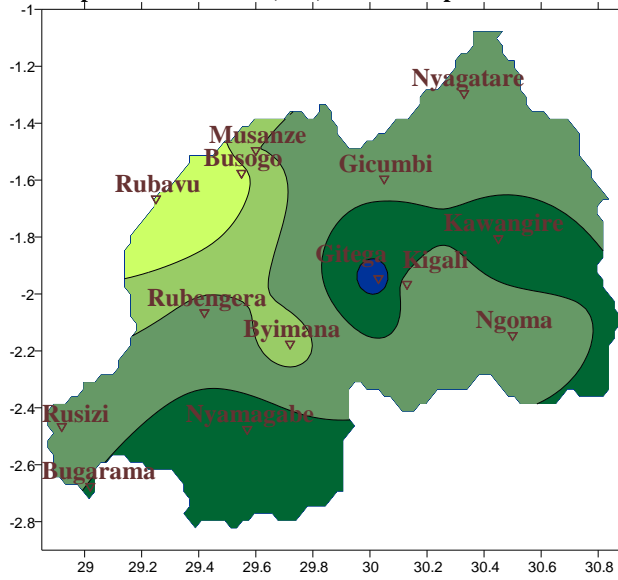 -1
-1.2
-1.4
-1.6
-1.8
-2
-2.2
-2.4
-2.6
-2.8
Nyagatare
Musanze
Busogo
Gicumbi
Rubavu
Kawangire
Gitega
Kigali
Rubengera
Ngoma
Byimana
Rusizi
Nyamagabe
Bugarama
29 29.2 29.4 29.6 29.8 30 30.2 30.4 30.6 30.8